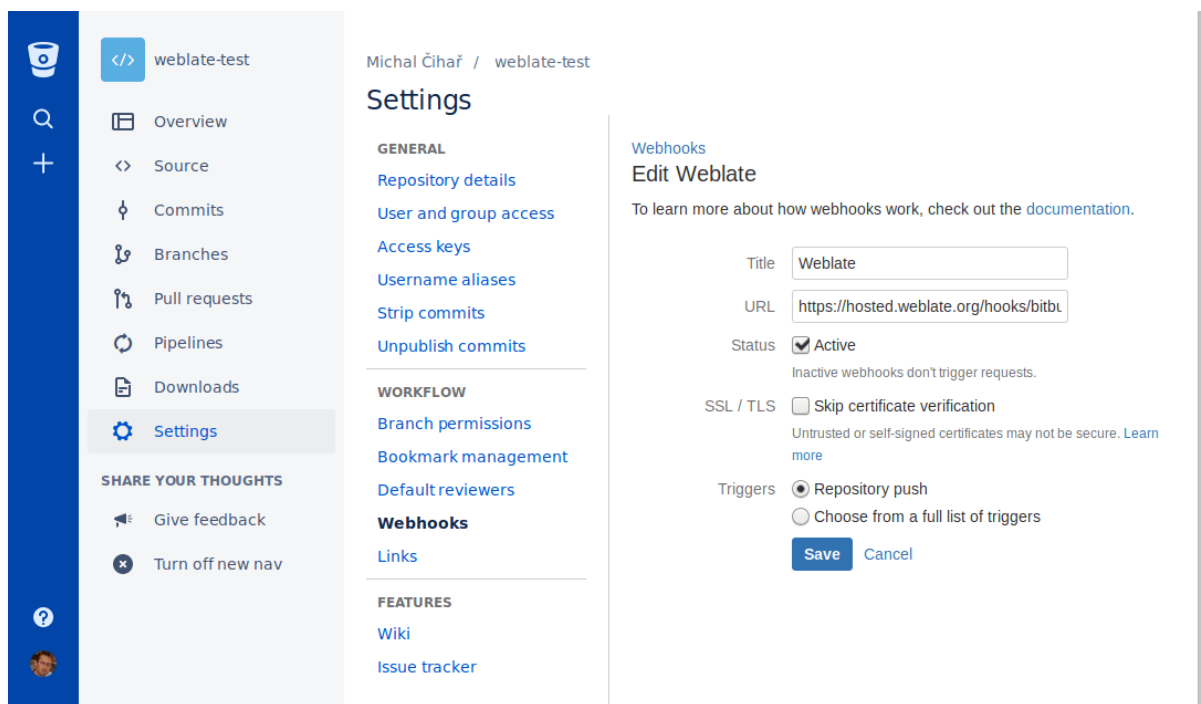 </> weblate-test
Overview
Source
Commits
Branches
Pull requests
Pipelines
Downloads
Settings
SHARE YOUR THOUGHTS
Give feedback
Turn off new nav
Michal Čihař / weblate-test
Settings
GENERAL
Repository details
User and group access
Access keys
Username aliases
Strip commits
Unpublish commits
WORKFLOW
Branch permissions
Bookmark management
Default reviewers
Webhooks
Links
FEATURES
Wiki
Issue tracker
Webhooks
Edit Weblate
To learn more about how webhooks work, check out the documentation.
Title Weblate
URL https://hosted.weblate.org/hooks/bitbu
Status Active
Inactive webhooks don't trigger requests.
SSL / TLS Skip certificate verification
Untrusted or self-signed certificates may not be secure. Learn
more
Triggers Repository push
Choose from a full list of triggers
Save Cancel